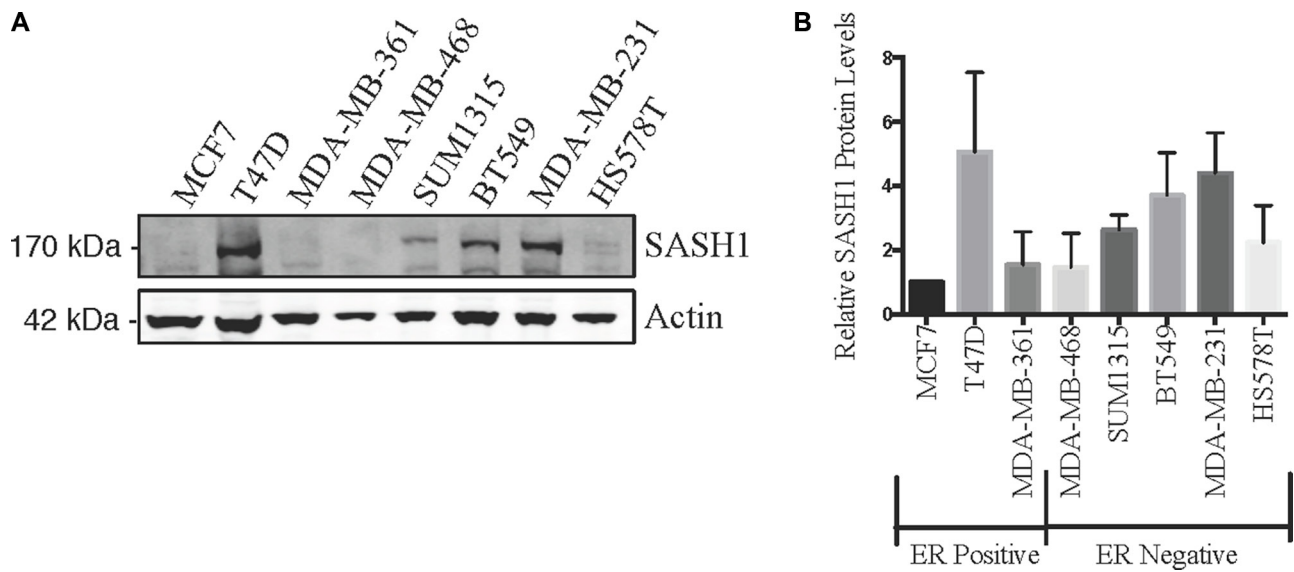 A
MCF7
T47D
MDA-MB-361
MDA-MB-468
SUM1315
BT549
MDA-MB-231
HS578T
170 kDa -
SASH1
42 kDa -
Actin
B
Relative SASH1 Protein Levels
8
6
4
2
0
MCF7
T47D
MDA-MB-361
MDA-MB-468
SUM1315
BT549
MDA-MB-231
HS578T
ER Positive
ER Negative